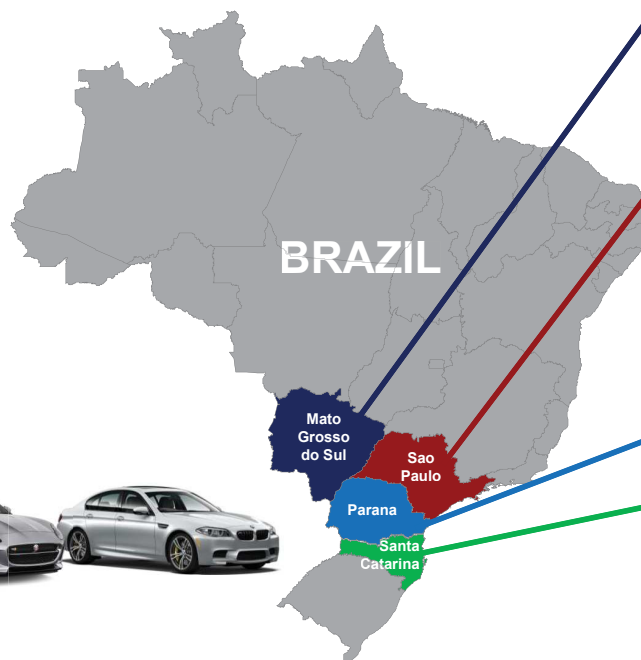 BRAZIL
Mato
Grosso
do Sul
Sao
Paulo
Parana
Santa
Catarina